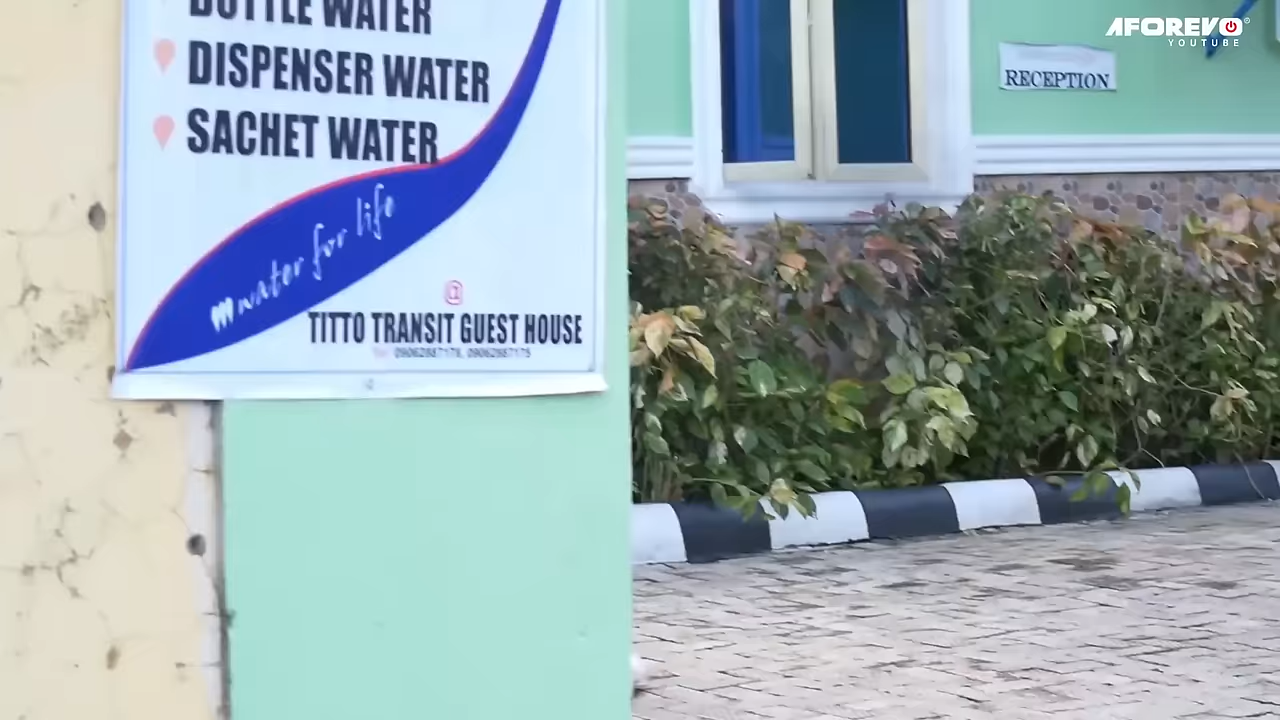 BOTTLE WATER
DISPENSER WATER
SACHET WATER
water for life
@
TITTO TRANSIT GUEST HOUSE
RECEPTION
AFOREVO
YOUTUBE